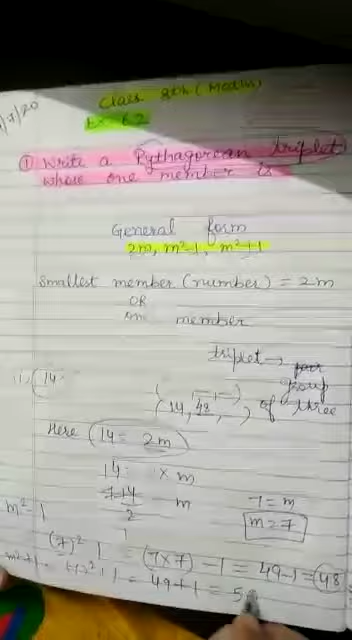 Class 8th (Maths)
Ex 6.2
① Write a Pythagorean triplet
whose one member is
General form
2m, m²-1, m²+1
Smallest member (number) = 2m
OR
one member
triplet → group
(14, 48, _) of three
(14
Here (14 = 2m)
14 = x m
m 7 = m
2 m = 7
m² - 1
(7)² 1 = (7×7) - 1 = 49-1 = 48
m²+1 = (7)²+1 = 49+1 = 5